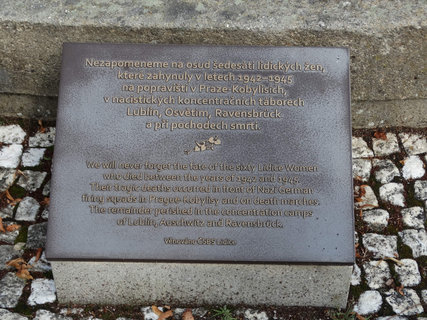 Nezapomeneme na osud šedesáti lidických žen,
které zahynuly v letech 1942–1945
na popravišti v Praze-Kobylisích,
v nacistických koncentračních táborech
Lublin, Osvětim, Ravensbrück
a při pochodech smrti.
We will never forget the fate of the sixty Lidice Women
who died between the years of 1942 and 1945.
Their tragic deaths occurred in front of Nazi German
firing squads in Prague-Kobylisy and on death marches.
The remainder perished in the concentration camps
of Lublin, Auschwitz and Ravensbrück.
Věnováno ČSBS Lidice